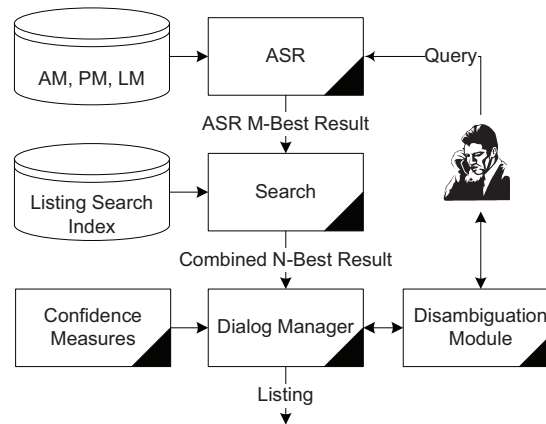 AM, PM, LM
ASR
Query
ASR M-Best Result
Listing Search
Index
Search
Combined N-Best Result
Confidence
Measures
Dialog Manager
Disambiguation
Module
Listing